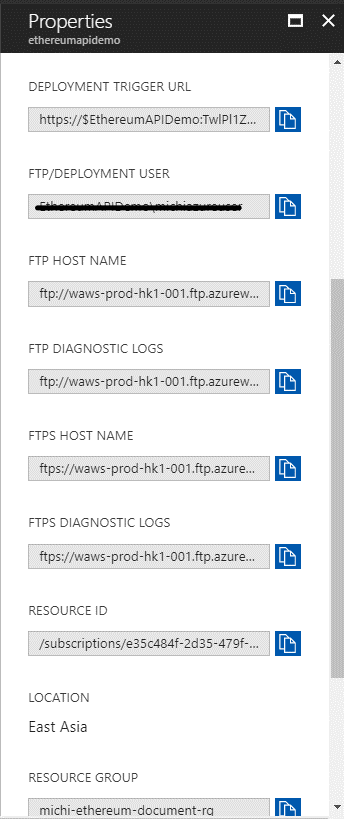 Properties
ethereumapidemo
DEPLOYMENT TRIGGER URL
https://$EthereumAPIDemo:TwlPl1Z...
FTP/DEPLOYMENT USER
FTP HOST NAME
ftp://waws-prod-hk1-001.ftp.azurew...
FTP DIAGNOSTIC LOGS
ftp://waws-prod-hk1-001.ftp.azurew...
FTPS HOST NAME
ftps://waws-prod-hk1-001.ftp.azure...
FTPS DIAGNOSTIC LOGS
ftps://waws-prod-hk1-001.ftp.azure...
RESOURCE ID
/subscriptions/e35c484f-2d35-479f-...
LOCATION
East Asia
RESOURCE GROUP
michi-ethereum-document-rg